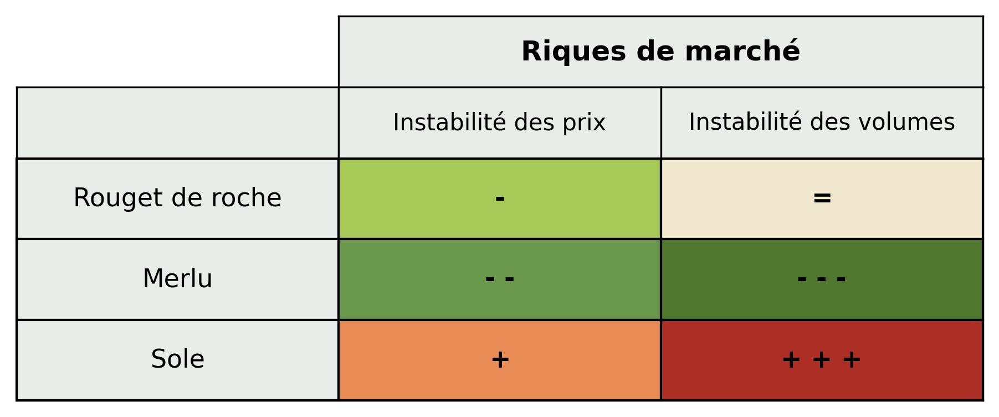 Riques de marché
Instabilité des prix Instabilité des volumes
Rouget de roche - =
Merlu - - - - -
Sole + + + +